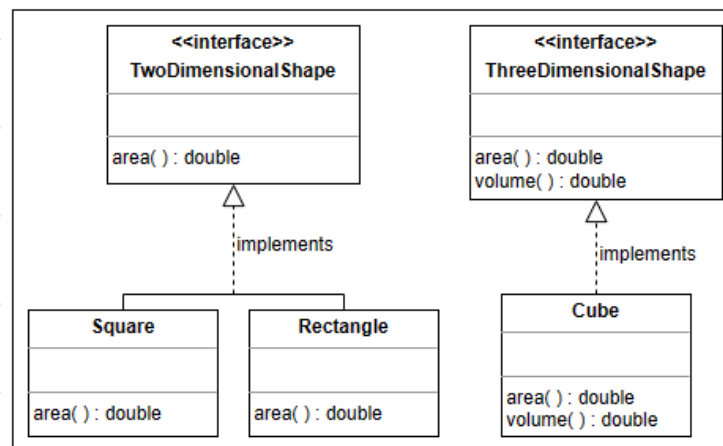 <<interface>>
TwoDimensionalShape
area( ) : double
<<interface>>
ThreeDimensionalShape
area( ) : double
volume( ) : double
implements
implements
Square
area( ) : double
Rectangle
area( ) : double
Cube
area( ) : double
volume( ) : double